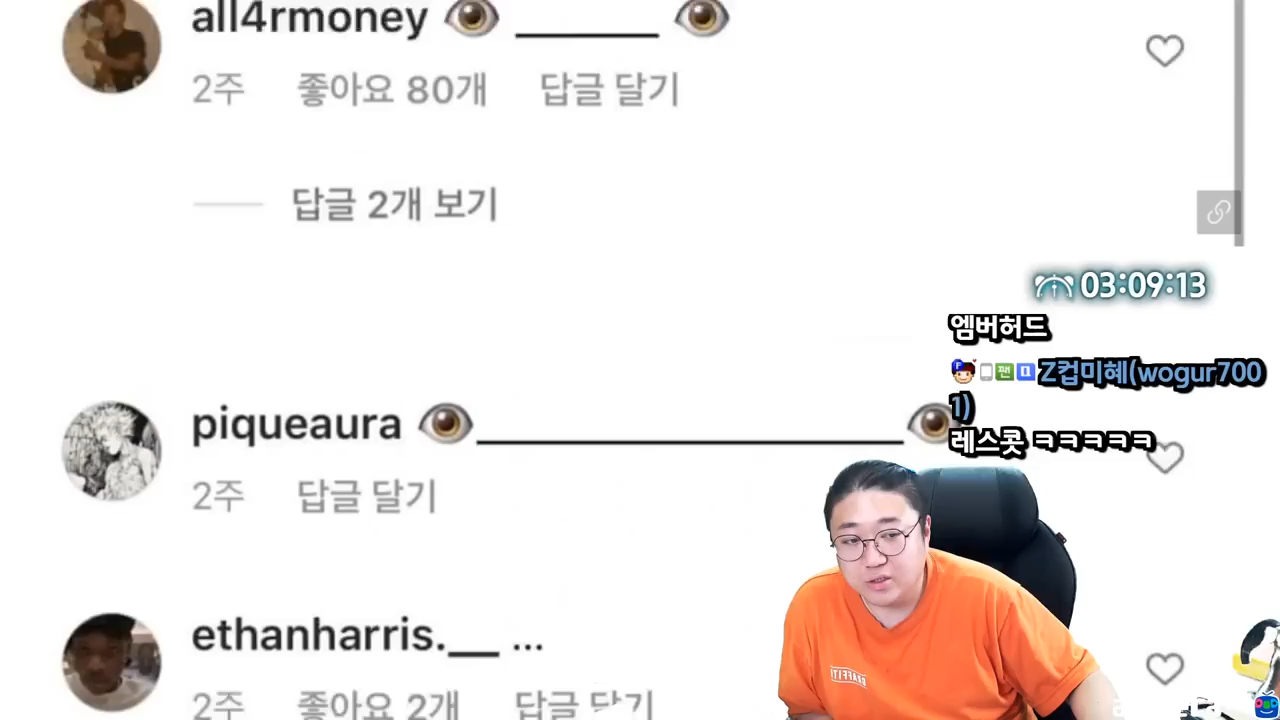 all4rmoney 👁 ______ 👁
2주 좋아요 80개 답글 달기
답글 2개 보기
03:09:13
엠버허드
Z컵미혜(wogur700
1)
레스콧 ㅋㅋㅋㅋㅋ
piqueaura 👁 __________________ 👁
2주 답글 달기
ethanharris.__ ...
2주 좋아요 2개 답글 달기